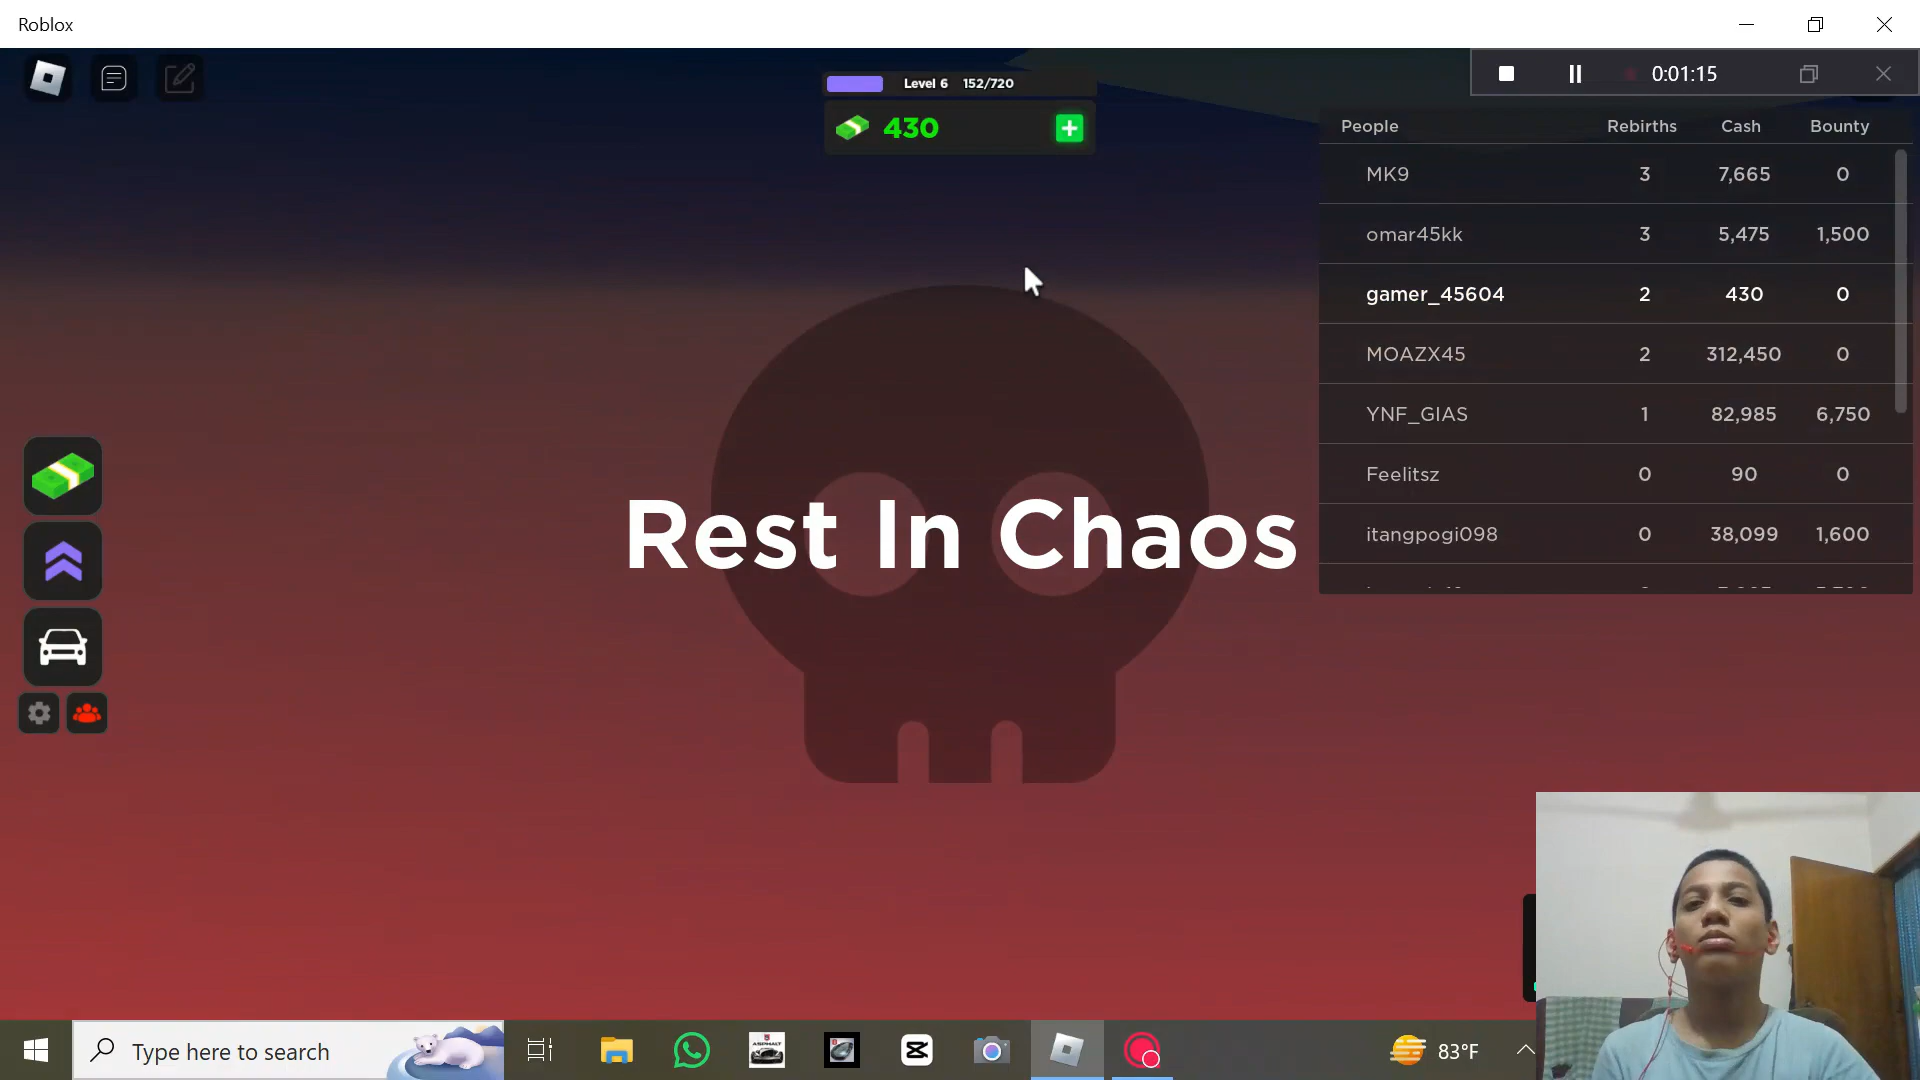 Roblox
Level 6 152/720
430
0:01:15
People Rebirths Cash Bounty
MK9 3 7,665 0
omar45kk 3 5,475 1,500
gamer_45604 2 430 0
MOAZX45 2 312,450 0
YNF_GIAS 1 82,985 6,750
Feelitsz 0 90 0
itangpogi098 0 38,099 1,600
Rest In Chaos
Type here to search
ASPHALT
83°F